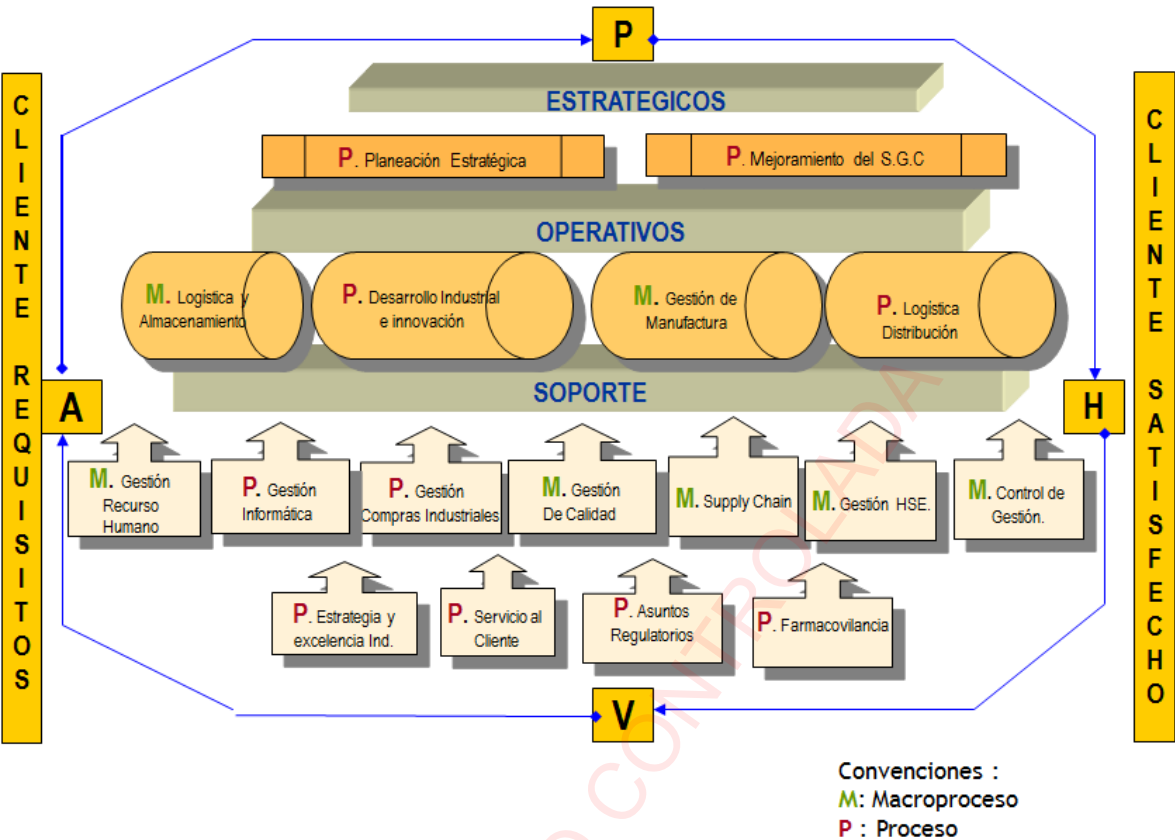 P
ESTRATEGICOS
P. Planeación Estratégica
P. Mejoramiento del S.G.C
OPERATIVOS
M. Logística y
Almacenamiento
P. Desarrollo Industrial
e innovación
M. Gestión de
Manufactura
P. Logística
Distribución
SOPORTE
CLIENTE REQUISITOS
A
H
CLIENTE SATISFECHO
M. Gestión
Recurso
Humano
P. Gestión
Informática
P. Gestión
Compras Industriales
M. Gestión
De Calidad
M. Supply Chain
M. Gestión HSE.
M. Control de
Gestión.
P. Estrategia y
excelencia Ind.
P. Servicio al
Cliente
P. Asuntos
Regulatorios
P. Farmacovilancia
V
CONTROLADA
Convenciones :
M: Macroproceso
P : Proceso